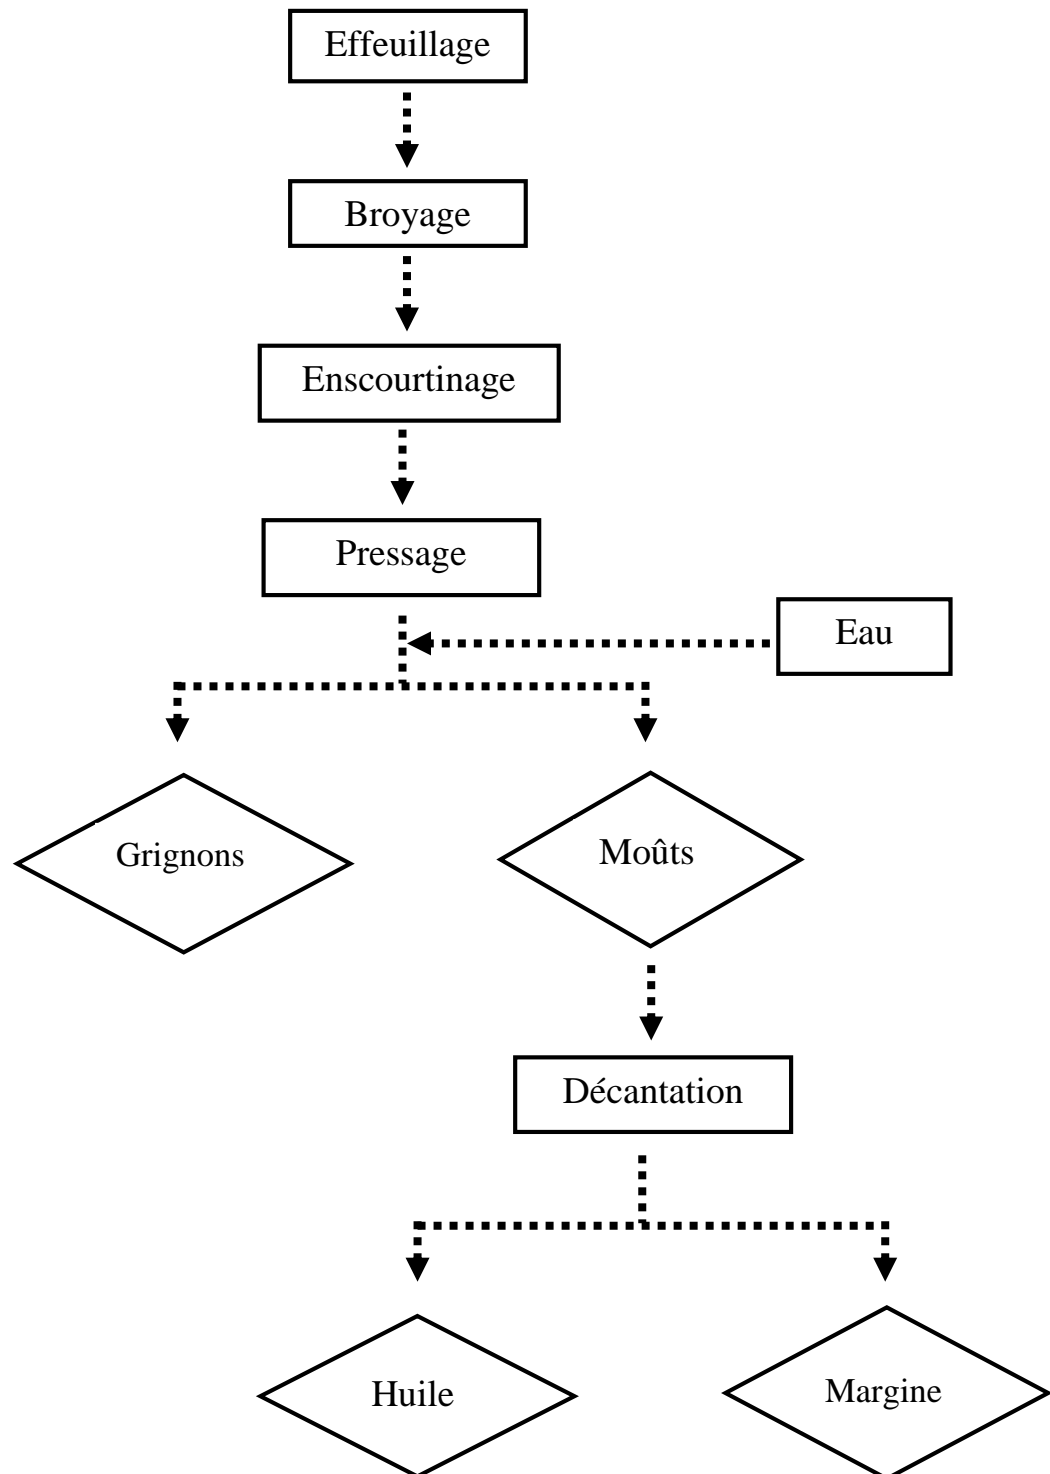 Effeuillage
Broyage
Enscourtinage
Pressage
Eau
Grignons
Moûts
Décantation
Huile
Margine